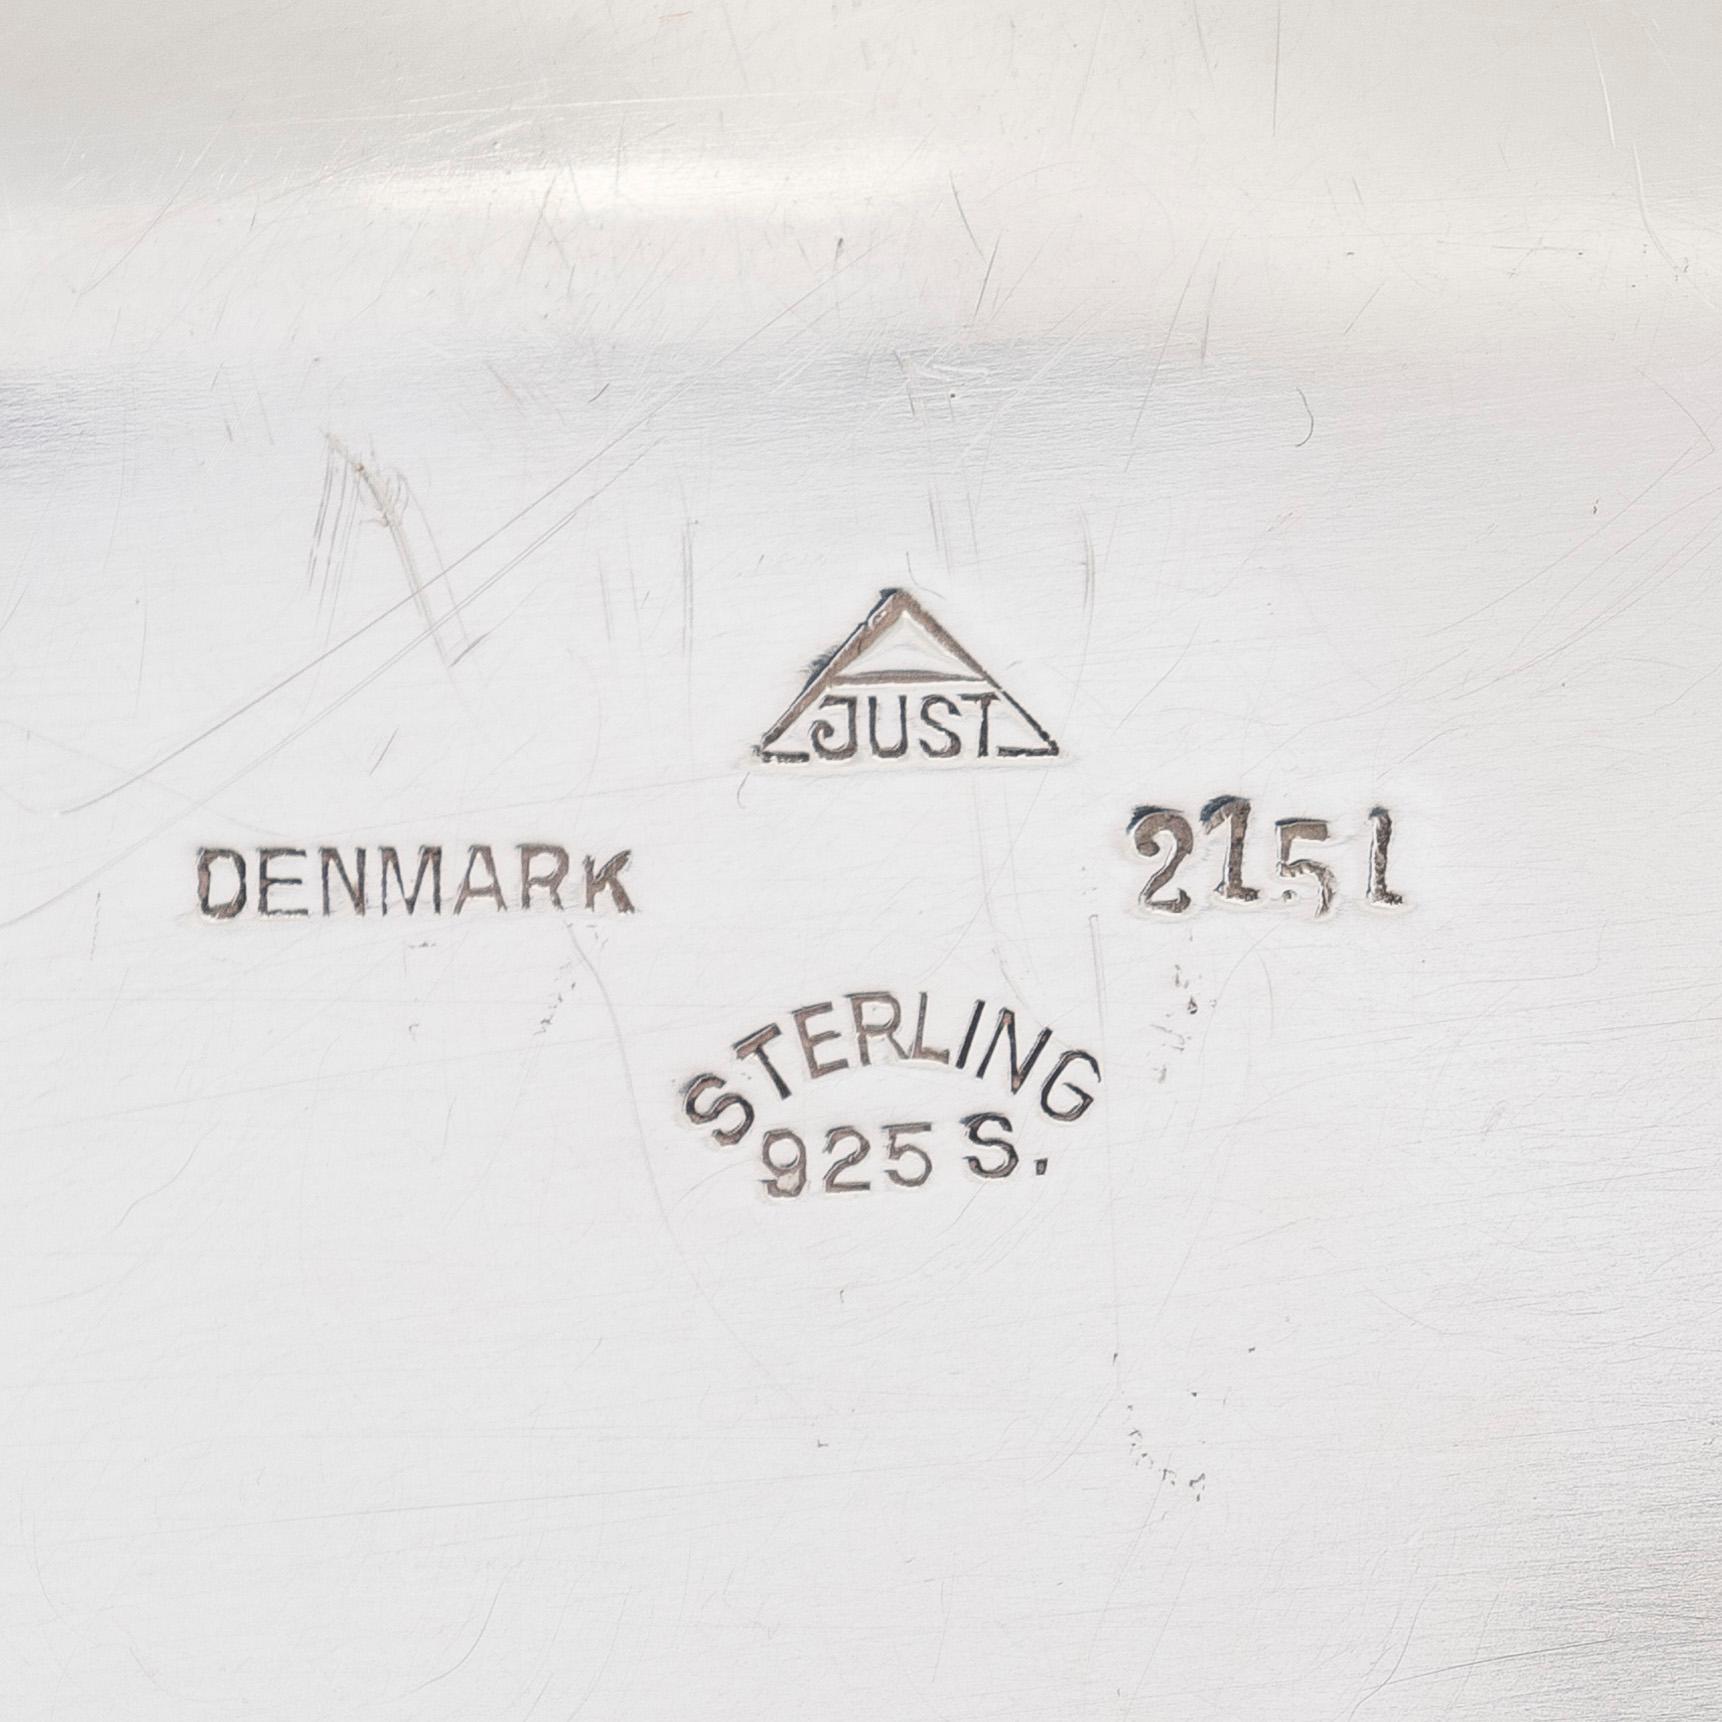 JUST
DENMARK
2151
STERLING
925 S.